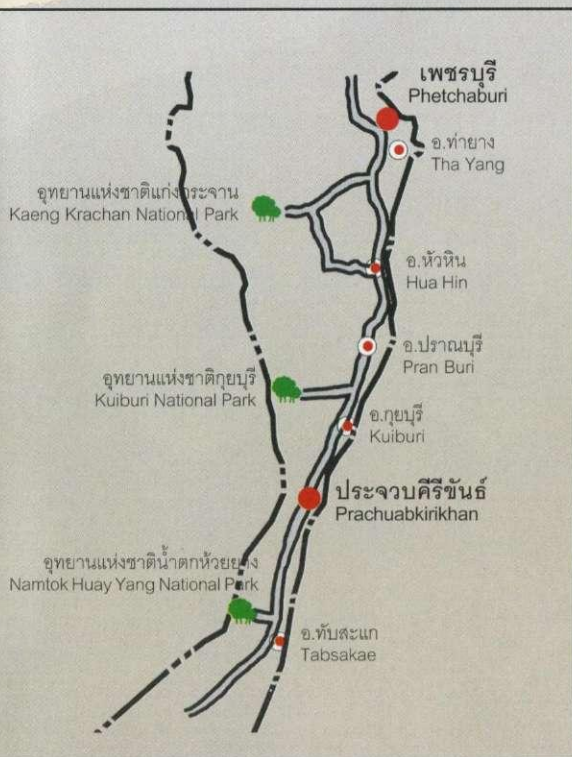 เพชรบุรี
Phetchaburi
อ.ท่ายาง
Tha Yang
อุทยานแห่งชาติแก่งกระจาน
Kaeng Krachan National Park
อ.หัวหิน
Hua Hin
อ.ปราณบุรี
Pran Buri
อุทยานแห่งชาติกุยบุรี
Kuiburi National Park
อ.กุยบุรี
Kuiburi
ประจวบคีรีขันธ์
Prachuabkirikhan
อุทยานแห่งชาติน้ำตกห้วยยาง
Namtok Huay Yang National Park
อ.ทับสะแก
Tabsakae